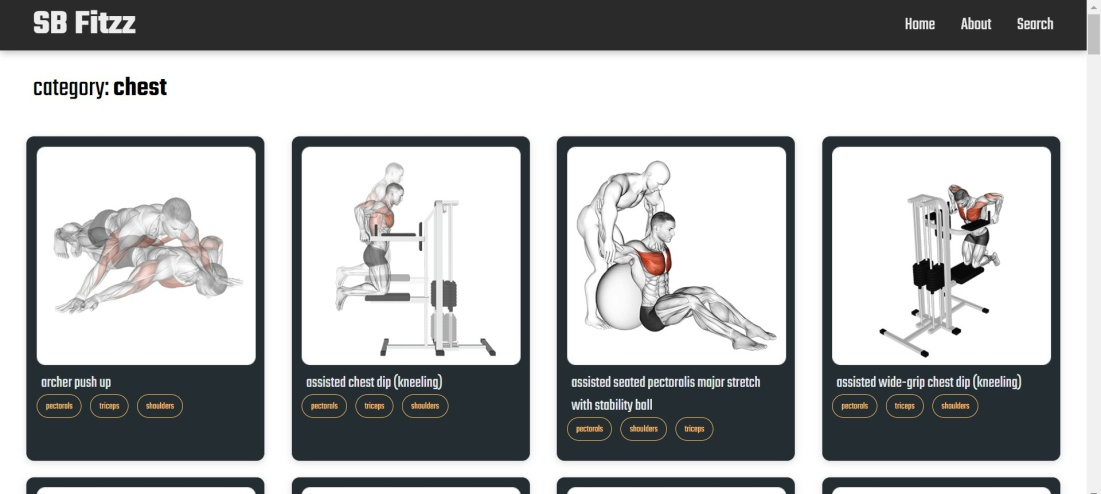 SB Fitzz
Home About Search
category: chest
archer push up
pectorals triceps shoulders
assisted chest dip (kneeling)
pectorals triceps shoulders
assisted seated pectoralis major stretch
with stability ball
pectorals shoulders triceps
assisted wide-grip chest dip (kneeling)
pectorals triceps shoulders